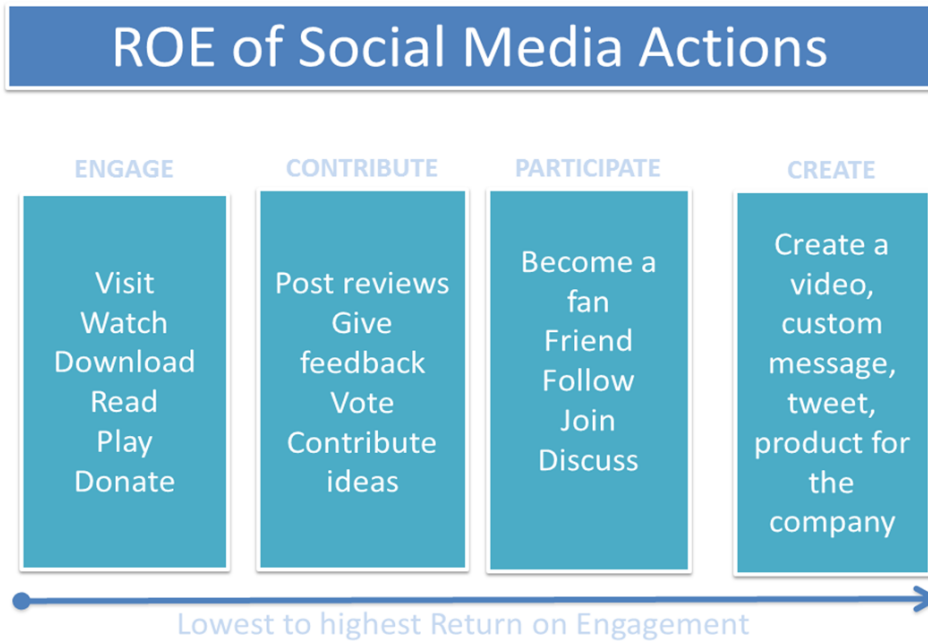 ROE of Social Media Actions
ENGAGE
Visit
Watch
Download
Read
Play
Donate
CONTRIBUTE
Post reviews
Give
feedback
Vote
Contribute
ideas
PARTICIPATE
Become a
fan
Friend
Follow
Join
Discuss
CREATE
Create a
video,
custom
message,
tweet,
product for
the
company
Lowest to highest Return on Engagement